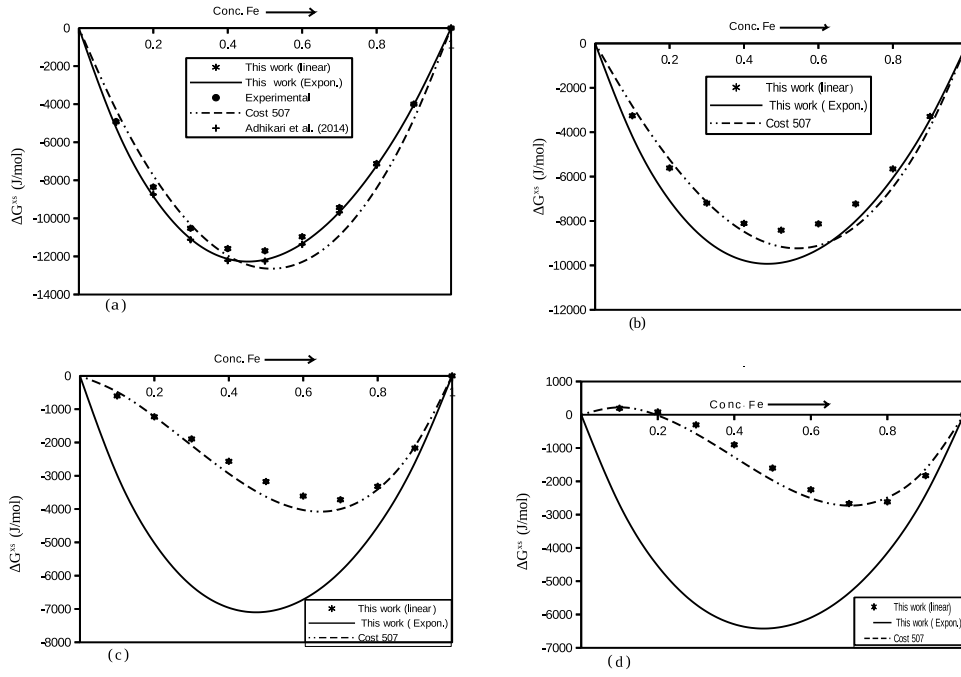 Conc. Fe
0
-2000
-4000
-6000
-8000
-10000
-12000
-14000
0.2
0.4
0.6
0.8
1
This work (linear)
This work (Expon.)
Experimental
Cost 507
Adhikari et al. (2014)
ΔGxs (J/mol)
(a)
Conc. Fe
0
-2000
-4000
-6000
-8000
-10000
-12000
0.2
0.4
0.6
0.8
This work (linear)
This work ( Expon.)
Cost 507
ΔGxs (J/mol)
(b)
Conc. Fe
0
-1000
-2000
-3000
-4000
-5000
-6000
-7000
-8000
0.2
0.4
0.6
0.8
1
ΔGxs (J/mol)
This work (linear)
This work ( Expon.)
Cost 507
(c)
1000
0
-1000
-2000
-3000
-4000
-5000
-6000
-7000
Conc. Fe
0.2
0.4
0.6
0.8
ΔGxs (J/mol)
This work (linear)
This work ( Expon.)
Cost 507
(d)